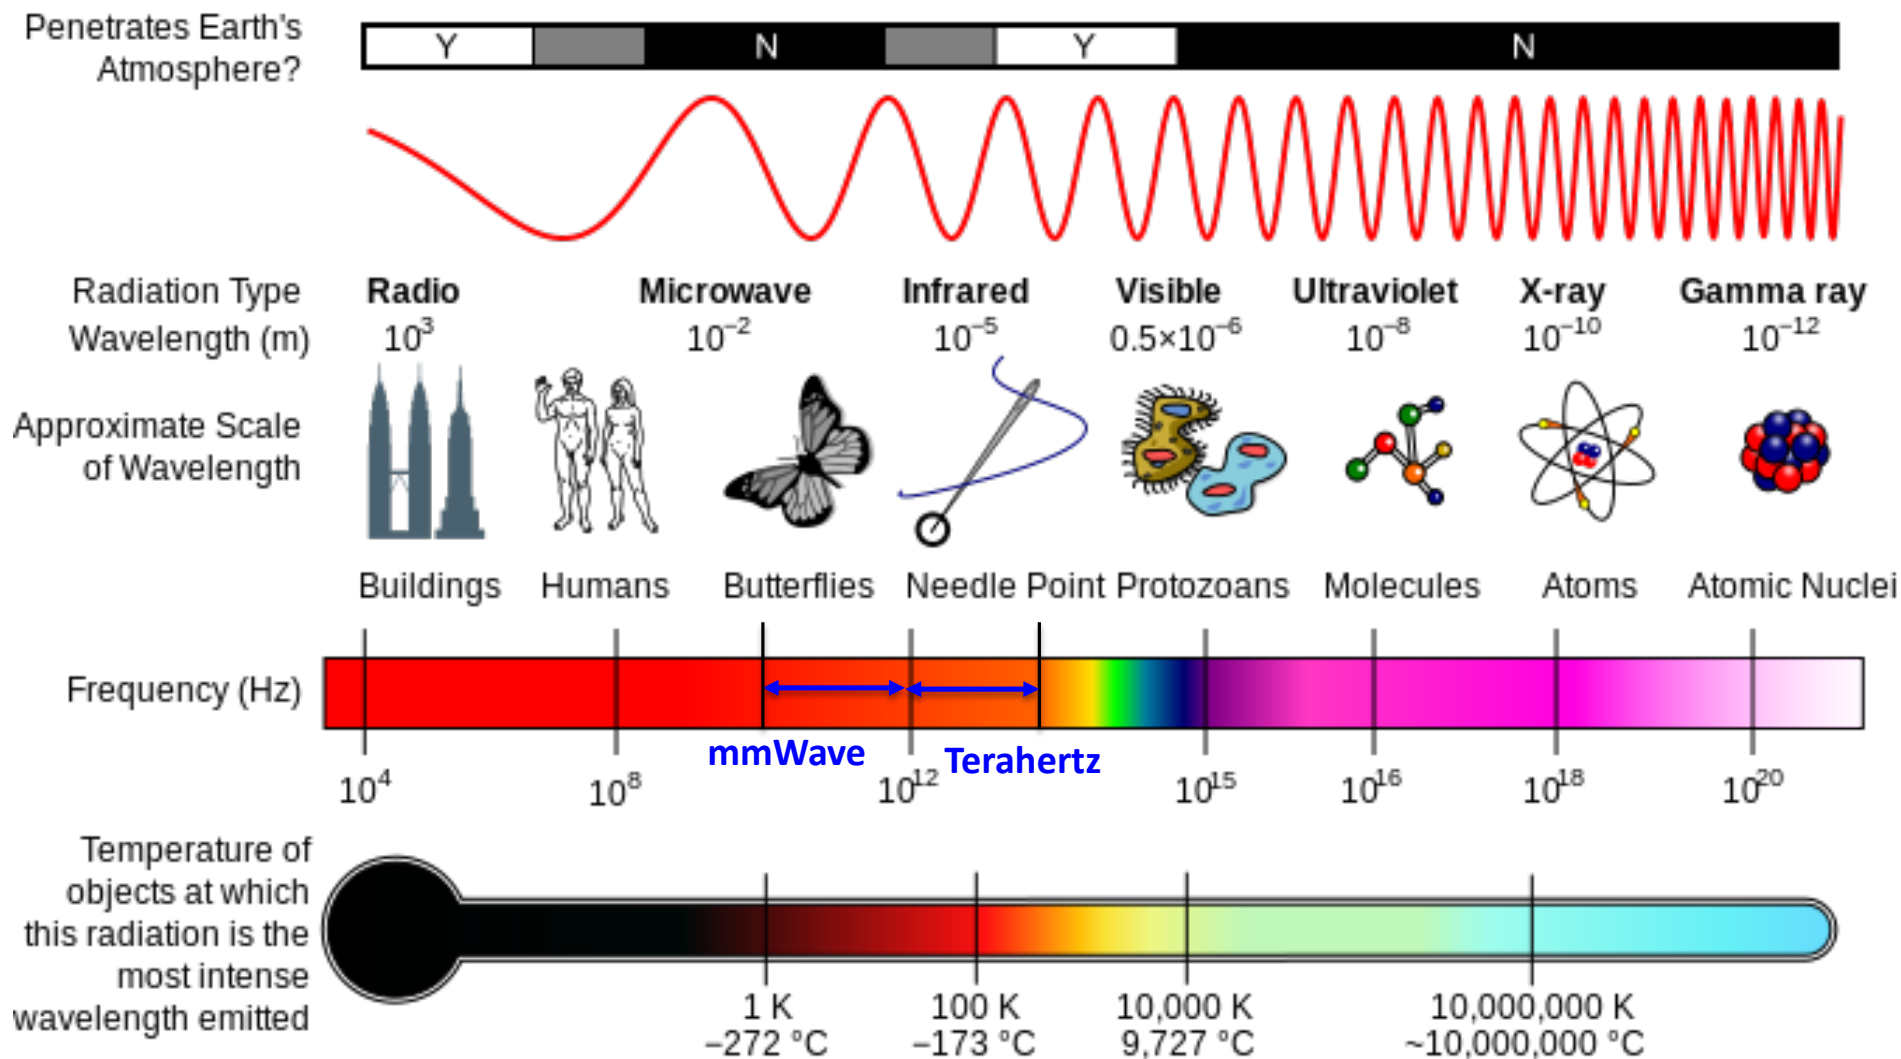 Penetrates Earth's
Atmosphere?
Y N Y N
Radiation Type
Radio Microwave Infrared Visible Ultraviolet X-ray Gamma ray
Wavelength (m)
10³ 10⁻² 10⁻⁵ 0.5×10⁻⁶ 10⁻⁸ 10⁻¹⁰ 10⁻¹²
Approximate Scale
of Wavelength
Buildings Humans Butterflies Needle Point Protozoans Molecules Atoms Atomic Nuclei
Frequency (Hz)
mmWave Terahertz
10⁴ 10⁸ 10¹² 10¹⁵ 10¹⁶ 10¹⁸ 10²⁰
Temperature of
objects at which
this radiation is the
most intense
wavelength emitted
1 K 100 K 10,000 K 10,000,000 K
−272 °C −173 °C 9,727 °C ~10,000,000 °C